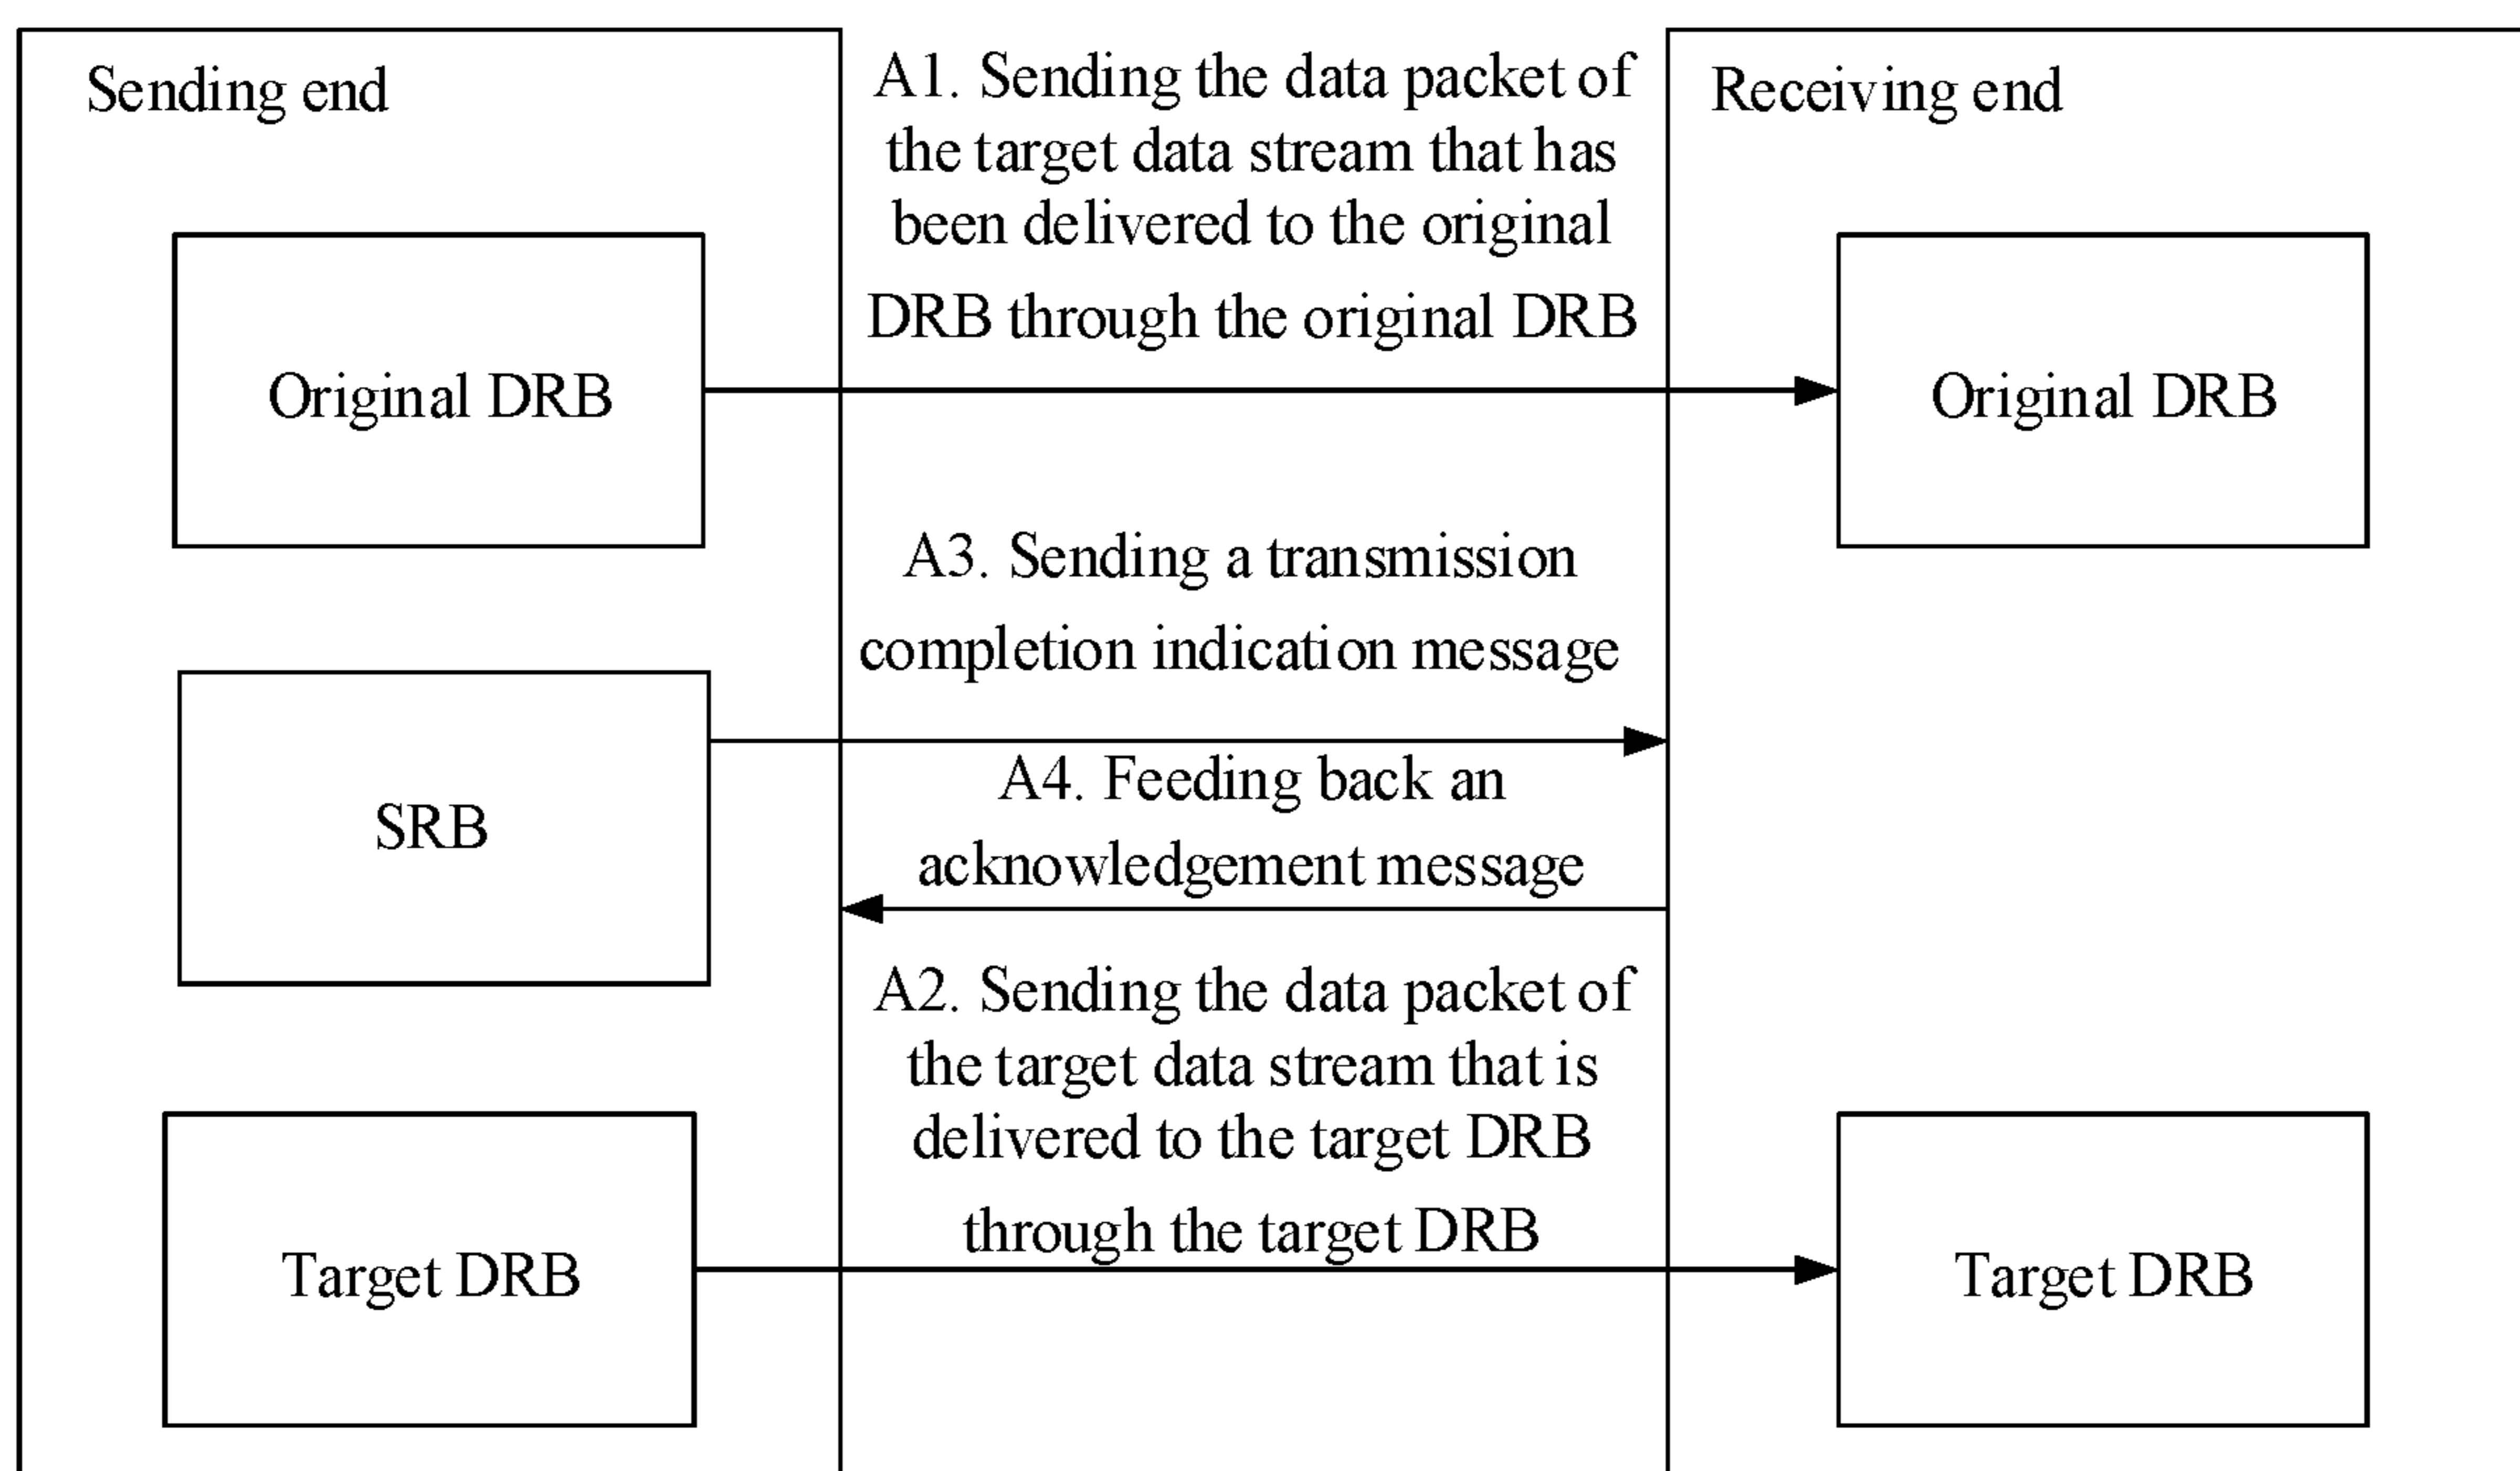 Sending end
A1. Sending the data packet of
the target data stream that has
been delivered to the original
DRB through the original DRB
Receiving end
Original DRB
Original DRB
A3. Sending a transmission
completion indication message
SRB
A4. Feeding back an
acknowledgement message
A2. Sending the data packet of
the target data stream that is
delivered to the target DRB
through the target DRB
Target DRB
Target DRB